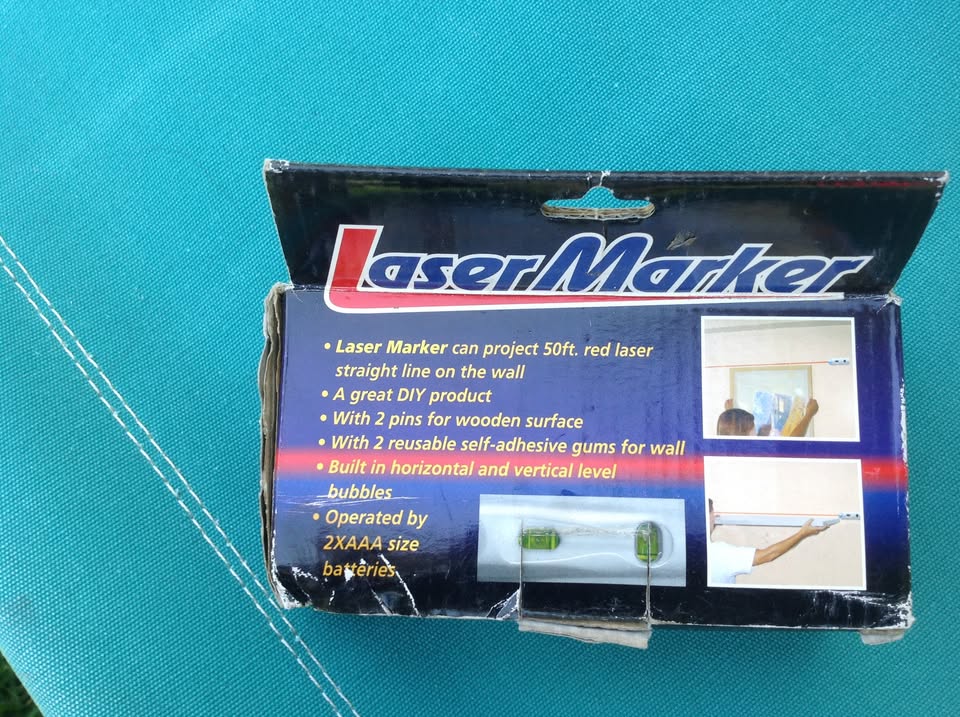 Laser Marker
• Laser Marker can project 50ft. red laser
straight line on the wall
• A great DIY product
• With 2 pins for wooden surface
• With 2 reusable self-adhesive gums for wall
• Built in horizontal and vertical level
bubbles
• Operated by
2XAAA size
batteries